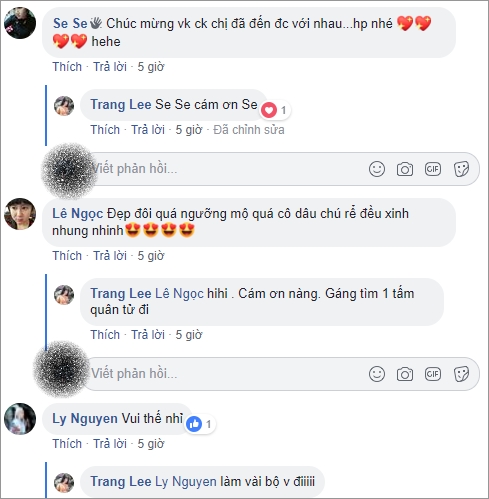 Se Se Chúc mừng vk ck chị đã đến đc với nhau...hp nhé
hehe
Thích · Trả lời · 5 giờ
Trang Lee Se Se cám ơn Se
1
Thích · Trả lời · 5 giờ · Đã chỉnh sửa
Viết phản hồi...
GIF
Lê Ngọc Đẹp đôi quá ngưỡng mộ quá cô dâu chú rể đều xinh
nhung nhinh
Thích · Trả lời · 5 giờ
Trang Lee Lê Ngọc hihi . Cám ơn nàng. Gáng tìm 1 tấm
quân tử đi
Thích · Trả lời · 5 giờ
Viết phản hồi...
GIF
Ly Nguyen Vui thế nhỉ
1
Thích · Trả lời · 5 giờ
Trang Lee Ly Nguyen làm vài bộ v điiiii